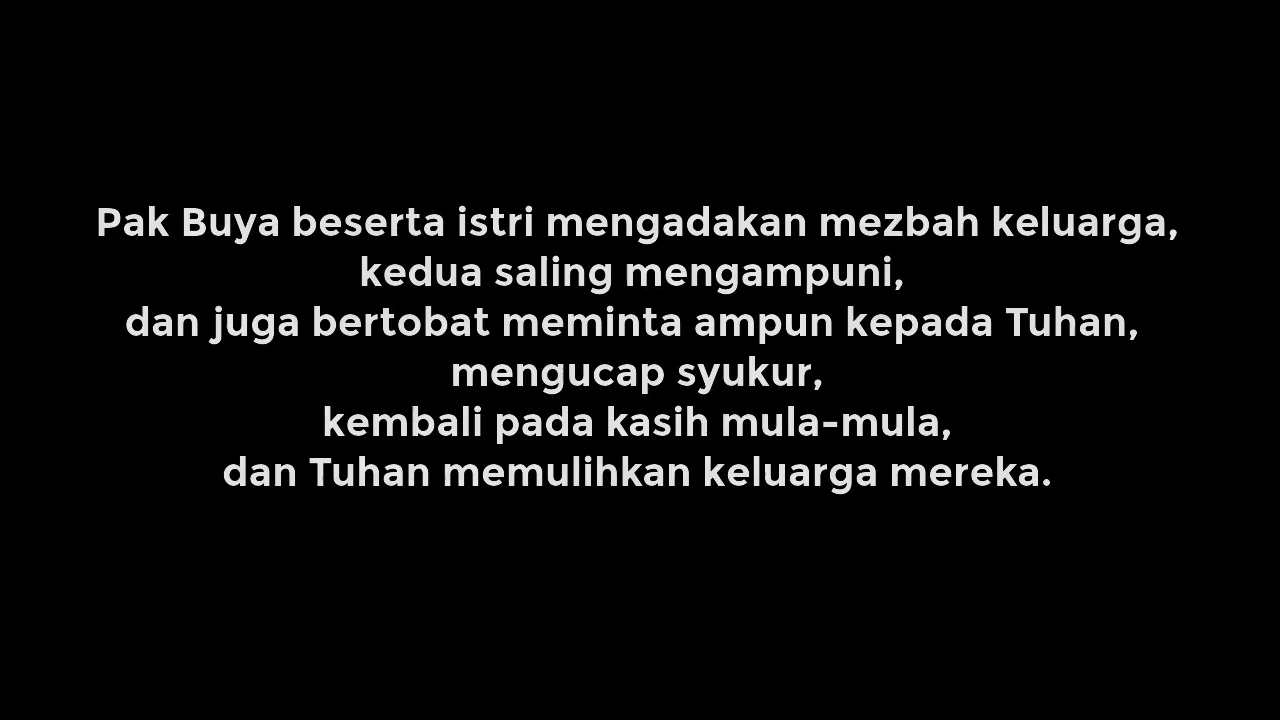 Pak Buya beserta istri mengadakan mezbah keluarga,
kedua saling mengampuni,
dan juga bertobat meminta ampun kepada Tuhan,
mengucap syukur,
kembali pada kasih mula-mula,
dan Tuhan memulihkan keluarga mereka.